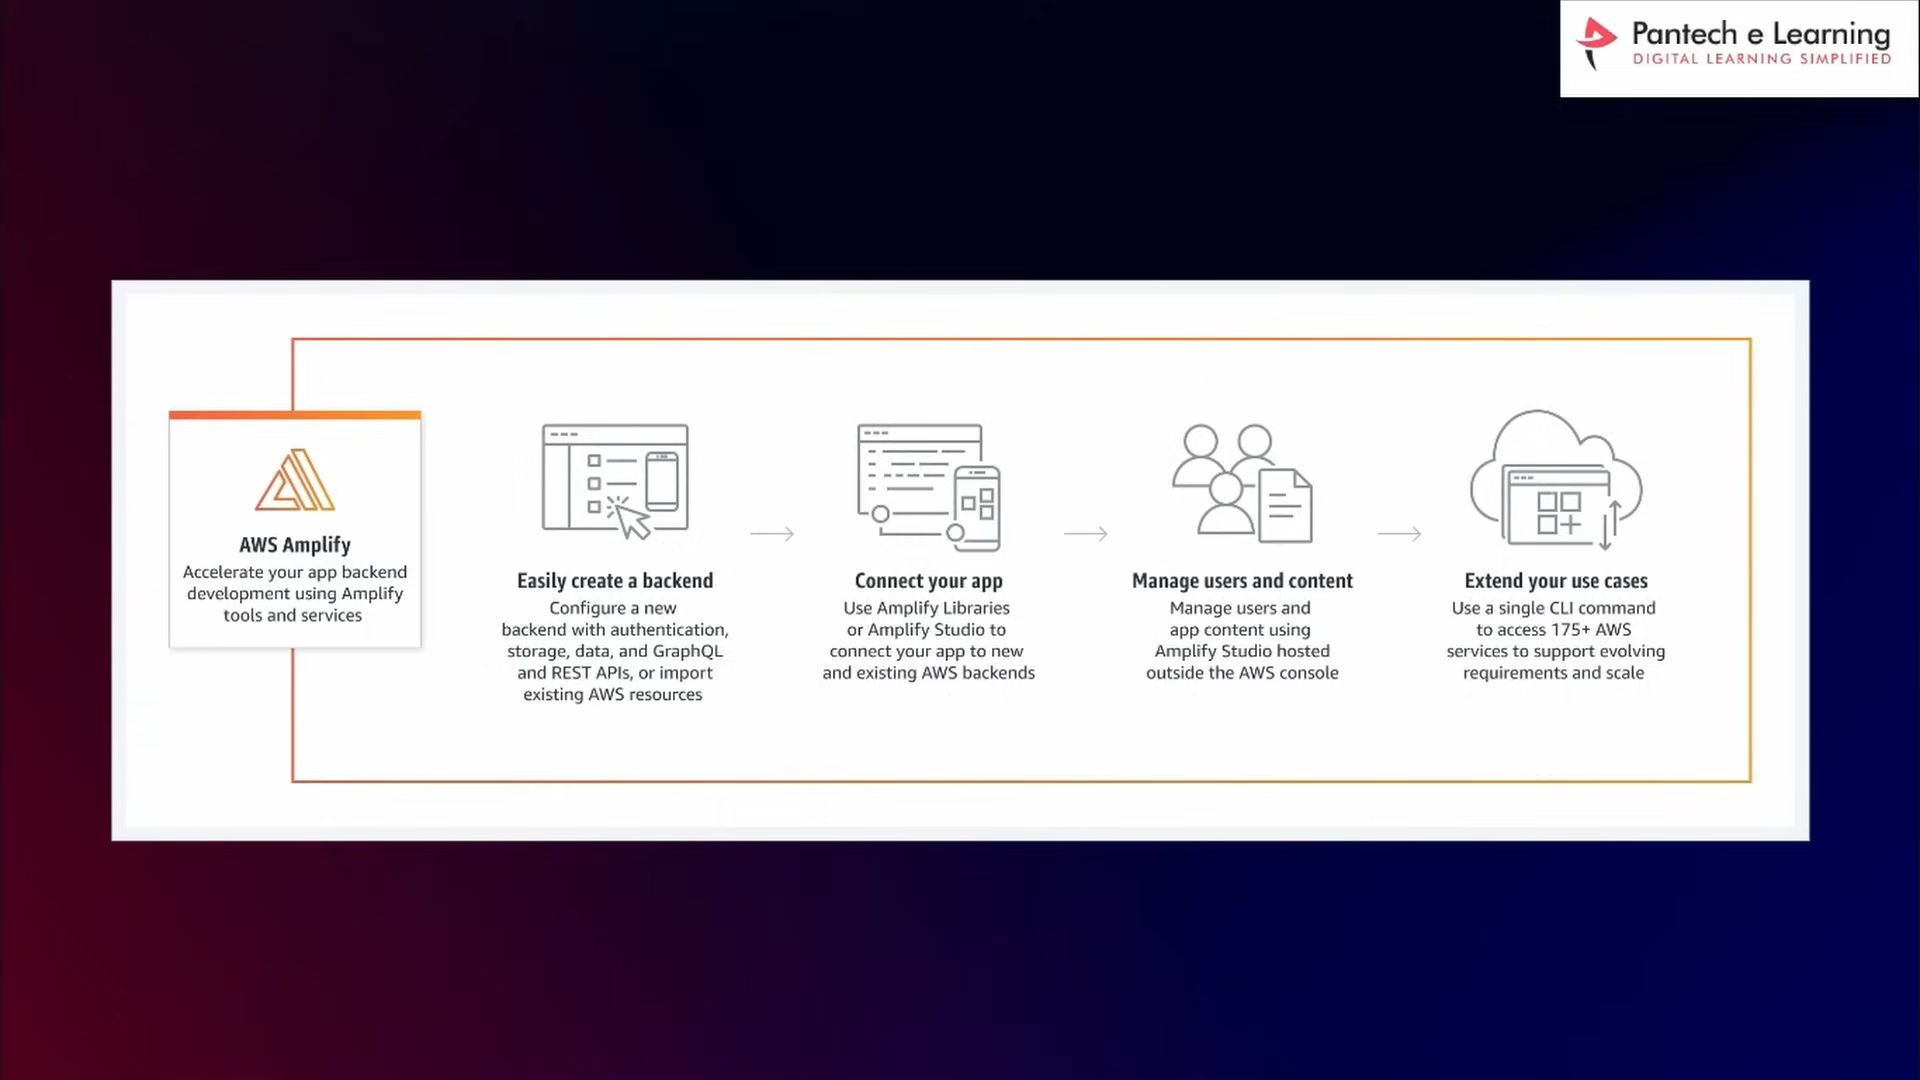 Pantech e Learning
DIGITAL LEARNING SIMPLIFIED
AWS Amplify
Accelerate your app backend
development using Amplify
tools and services
Easily create a backend
Configure a new
backend with authentication,
storage, data, and GraphQL
and REST APIs, or import
existing AWS resources
Connect your app
Use Amplify Libraries
or Amplify Studio to
connect your app to new
and existing AWS backends
Manage users and content
Manage users and
app content using
Amplify Studio hosted
outside the AWS console
Extend your use cases
Use a single CLI command
to access 175+ AWS
services to support evolving
requirements and scale